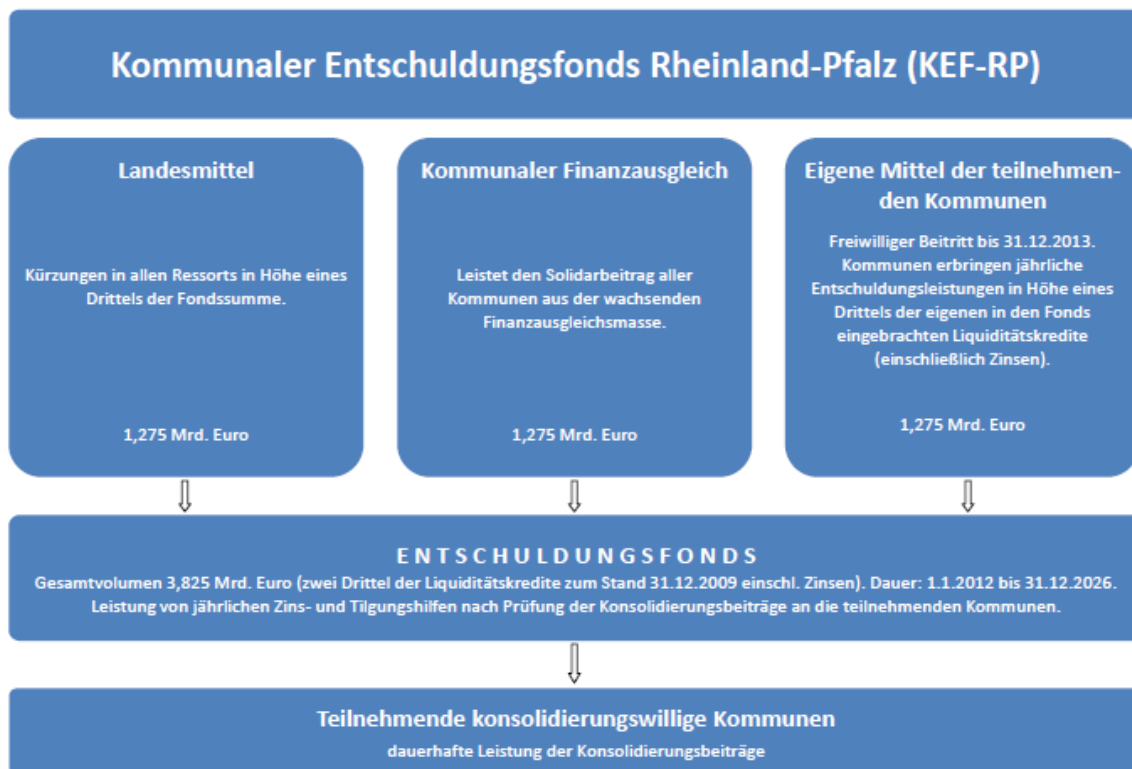 Kommunaler Entschuldungsfonds Rheinland-Pfalz (KEF-RP)
Landesmittel
Kürzungen in allen Ressorts in Höhe eines
Drittels der Fondssumme.
1,275 Mrd. Euro
Kommunaler Finanzausgleich
Leistet den Solidarbeitrag aller
Kommunen aus der wachsenden
Finanzausgleichsmasse.
1,275 Mrd. Euro
Eigene Mittel der teilnehmen-
den Kommunen
Freiwilliger Beitritt bis 31.12.2013.
Kommunen erbringen jährliche
Entschuldungsleistungen in Höhe eines
Drittels der eigenen in den Fonds
eingebrachten Liquiditätskredite
(einschließlich Zinsen).
1,275 Mrd. Euro
E N T S C H U L D U N G S F O N D S
Gesamtvolumen 3,825 Mrd. Euro (zwei Drittel der Liquiditätskredite zum Stand 31.12.2009 einschl. Zinsen). Dauer: 1.1.2012 bis 31.12.2026.
Leistung von jährlichen Zins- und Tilgungshilfen nach Prüfung der Konsolidierungsbeiträge an die teilnehmenden Kommunen.
Teilnehmende konsolidierungswillige Kommunen
dauerhafte Leistung der Konsolidierungsbeiträge